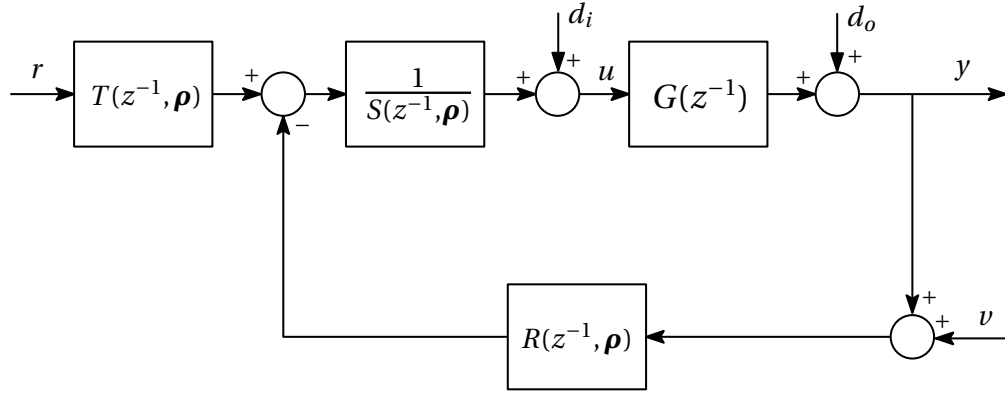 d_i
d_o
r
T(z^{-1}, ρ)
+
−
1
S(z^{-1}, ρ)
+
+
u
G(z^{-1})
+
+
y
R(z^{-1}, ρ)
+
+
v